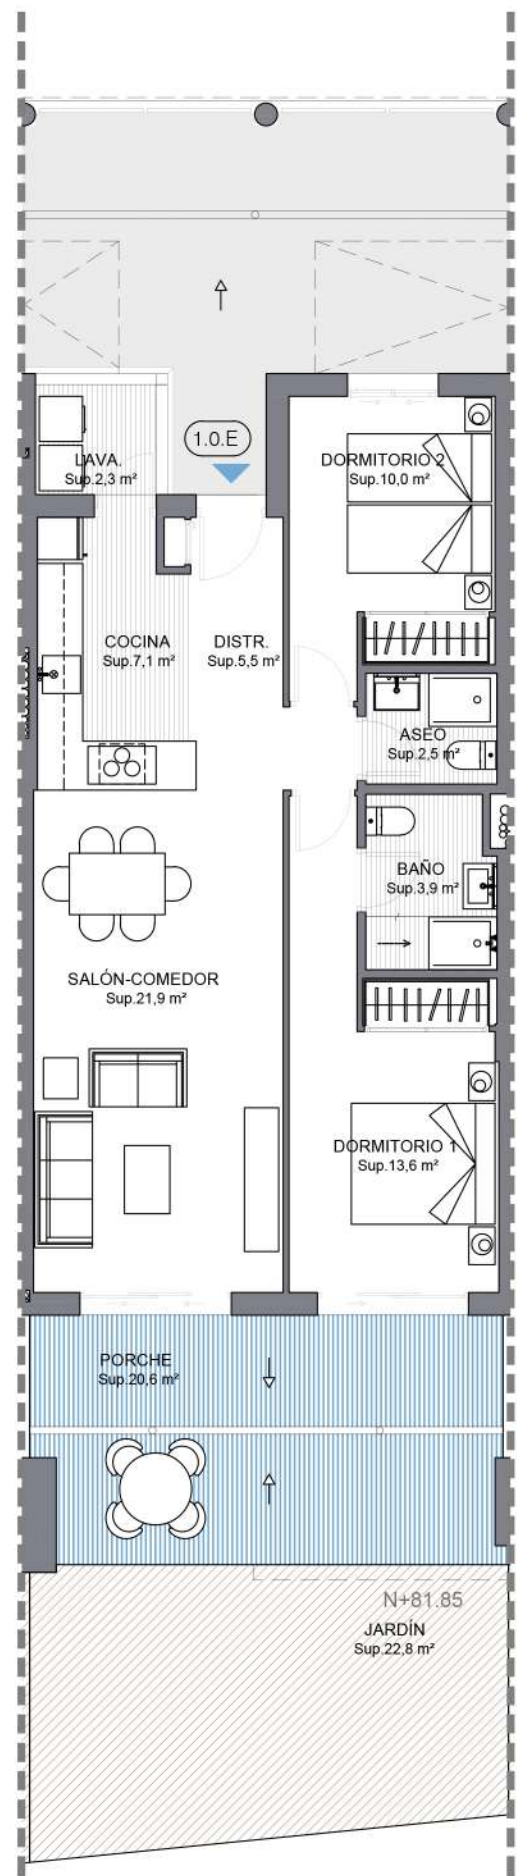 1.0.E
LAVA.
Sup.2,3 m²
DORMITORIO 2
Sup.10,0 m²
COCINA
Sup.7,1 m²
DISTR.
Sup.5,5 m²
ASEO
Sup.2,5 m²
BAÑO
Sup.3,9 m²
SALÓN-COMEDOR
Sup.21,9 m²
DORMITORIO 1
Sup.13,6 m²
PORCHE
Sup.20,6 m²
N+81.85
JARDÍN
Sup.22,8 m²